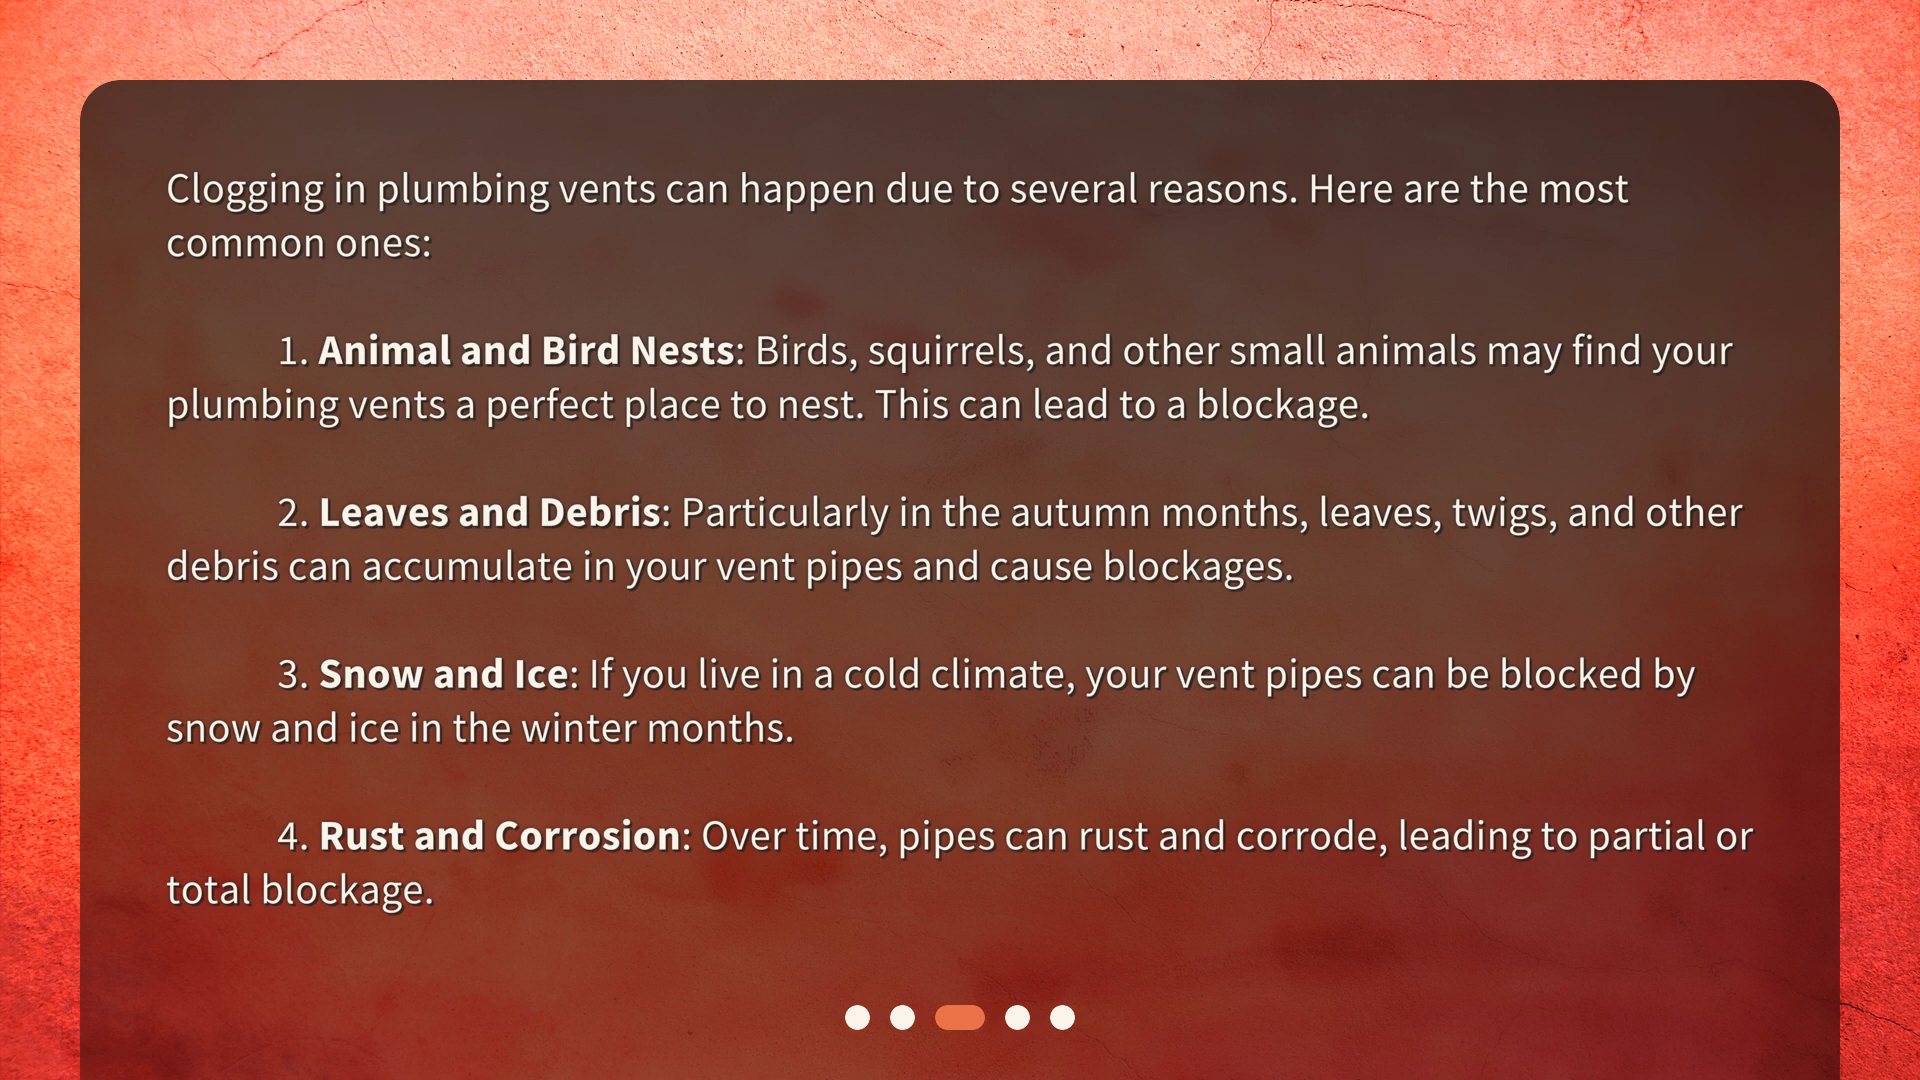 Clogging in plumbing vents can happen due to several reasons. Here are the most
common ones:
1. Animal and Bird Nests: Birds, squirrels, and other small animals may find your
plumbing vents a perfect place to nest. This can lead to a blockage.
2. Leaves and Debris: Particularly in the autumn months, leaves, twigs, and other
debris can accumulate in your vent pipes and cause blockages.
3. Snow and Ice: If you live in a cold climate, your vent pipes can be blocked by
snow and ice in the winter months.
4. Rust and Corrosion: Over time, pipes can rust and corrode, leading to partial or
total blockage.